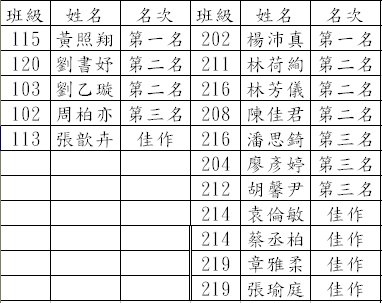 班級 姓名 名次 班級 姓名 名次
115 黃照翔 第一名 202 楊沛真 第一名
120 劉書妤 第二名 211 林荷絢 第二名
103 劉乙璇 第二名 216 林芳儀 第二名
102 周柏亦 第三名 208 陳佳君 第二名
113 張歆卉 佳作 216 潘思錡 第三名
204 廖彥婷 第三名
212 胡馨尹 第三名
214 袁倫敏 佳作
214 蔡丞柏 佳作
219 章雅柔 佳作
219 張瑜庭 佳作